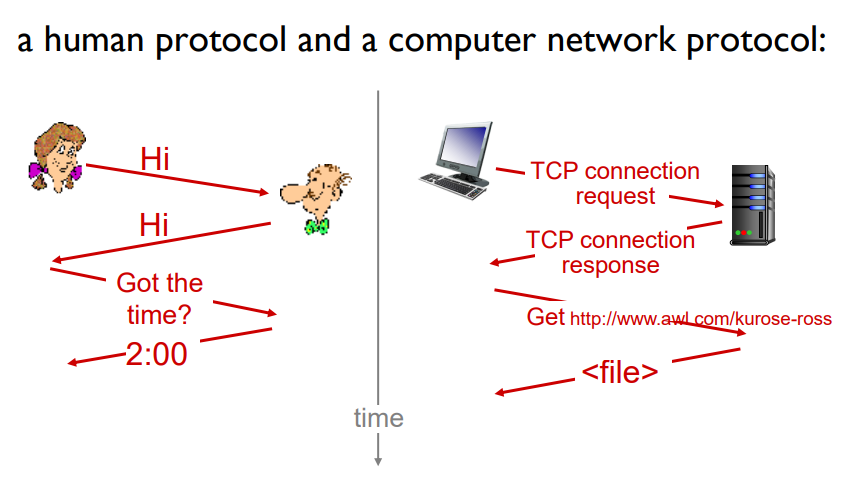 a human protocol and a computer network protocol:
Hi
Hi
Got the
time?
2:00
TCP connection
request
TCP connection
response
Get http://www.awl.com/kurose-ross
<file>
time